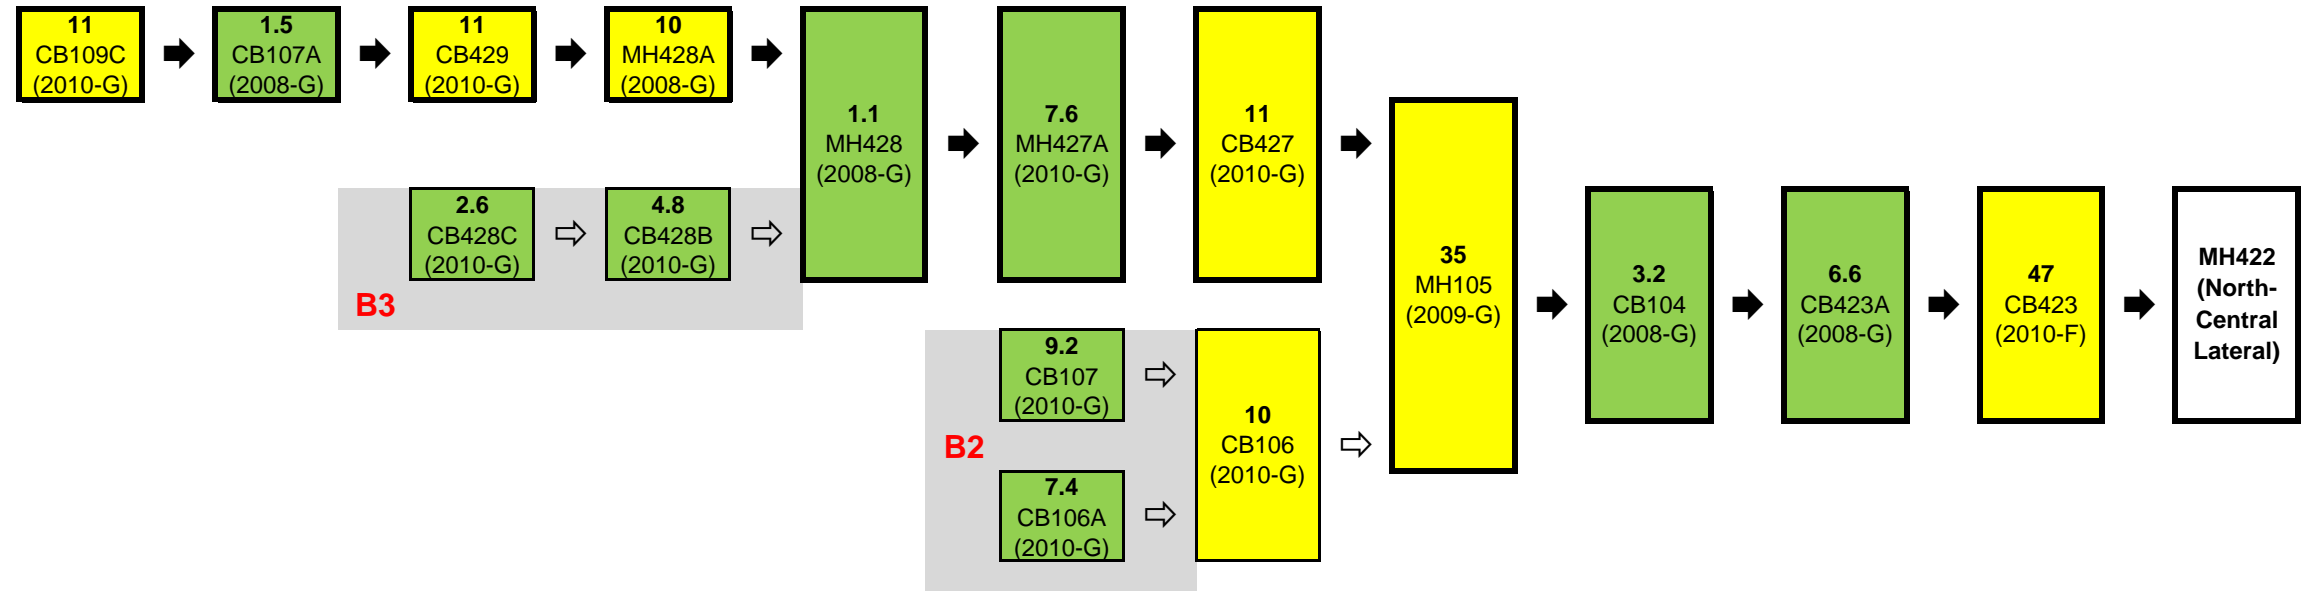 11
CB109C
(2010-G)
1.5
CB107A
(2008-G)
11
CB429
(2010-G)
10
MH428A
(2008-G)
1.1
MH428
(2008-G)
7.6
MH427A
(2010-G)
11
CB427
(2010-G)
2.6
CB428C
(2010-G)
4.8
CB428B
(2010-G)
B3
9.2
CB107
(2010-G)
B2
7.4
CB106A
(2010-G)
10
CB106
(2010-G)
35
MH105
(2009-G)
3.2
CB104
(2008-G)
6.6
CB423A
(2008-G)
47
CB423
(2010-F)
MH422
(North-
Central
Lateral)